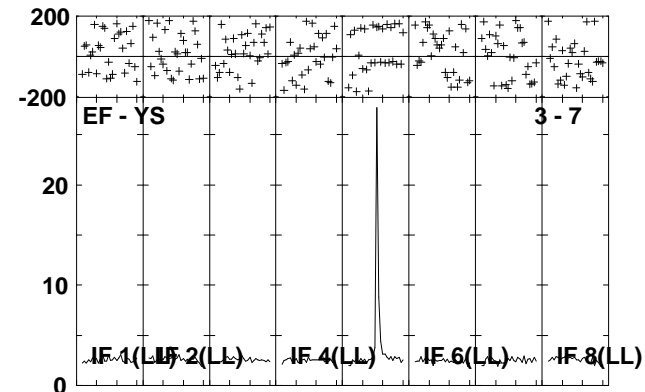 200
-200
EF - YS 3 - 7
20
10
IF 1(LL) IF 2(LL) IF 4(LL) IF 6(LL) IF 8(LL)
0